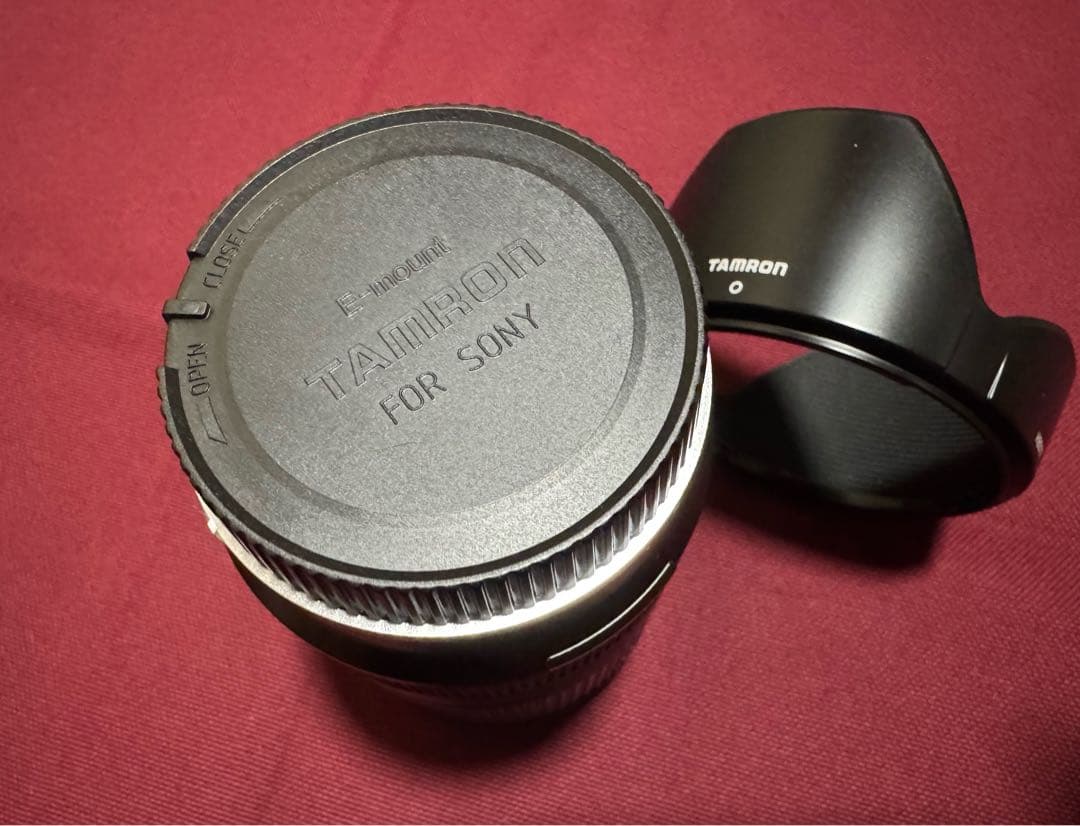 E-mount
TAMRON
FOR SONY
CLOSE
OPEN
TAMRON